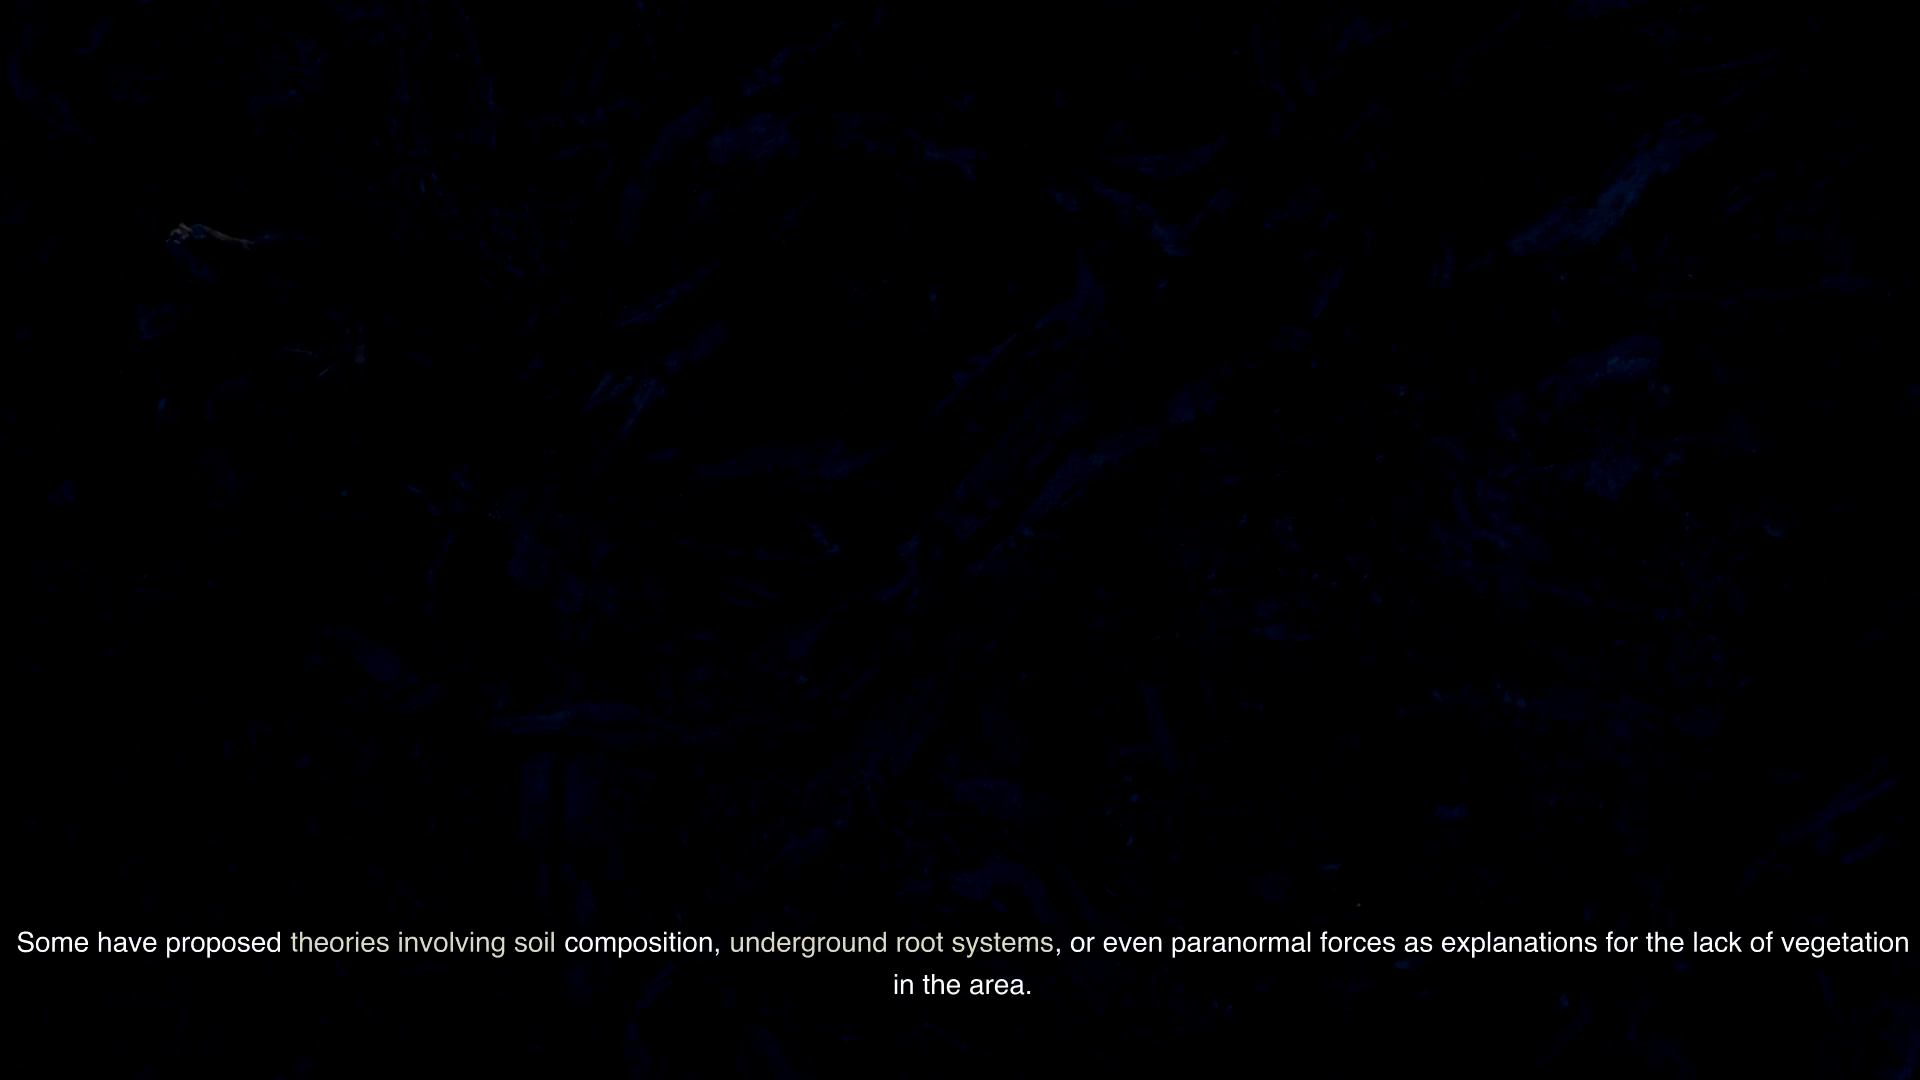 Some have proposed theories involving soil composition, underground root systems, or even paranormal forces as explanations for the lack of vegetation
in the area.